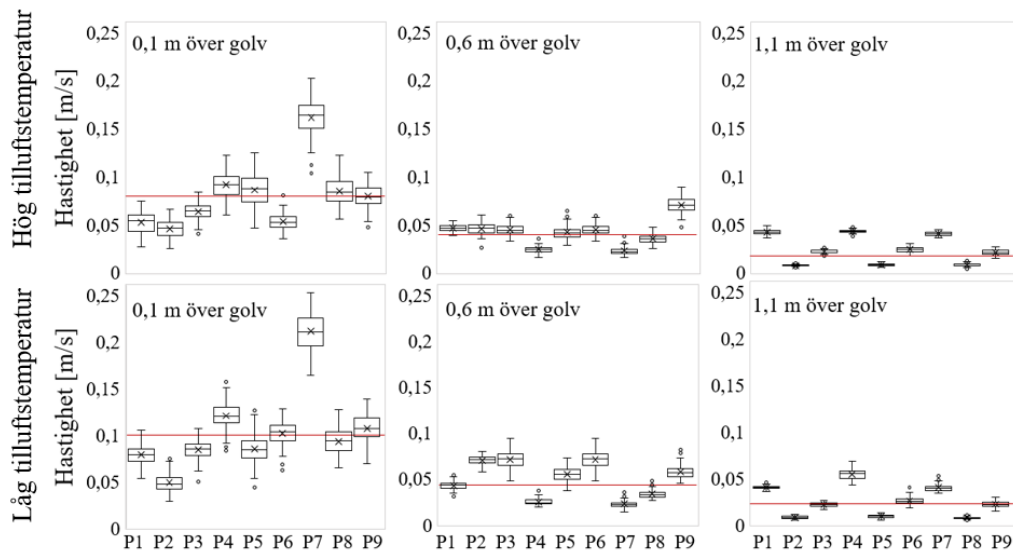 Hög tilluftstemperatur
Hastighet [m/s]
0,25
0,2
0,15
0,1
0,05
0
0,1 m över golv
0,25
0,2
0,15
0,1
0,05
0
0,6 m över golv
0,25
0,2
0,15
0,1
0,05
0
1,1 m över golv
Låg tilluftstemperatur
Hastighet [m/s]
0,25
0,2
0,15
0,1
0,05
0
0,1 m över golv
0,25
0,2
0,15
0,1
0,05
0
0,6 m över golv
0,25
0,2
0,15
0,1
0,05
0
1,1 m över golv
P1 P2 P3 P4 P5 P6 P7 P8 P9
P1 P2 P3 P4 P5 P6 P7 P8 P9
P1 P2 P3 P4 P5 P6 P7 P8 P9